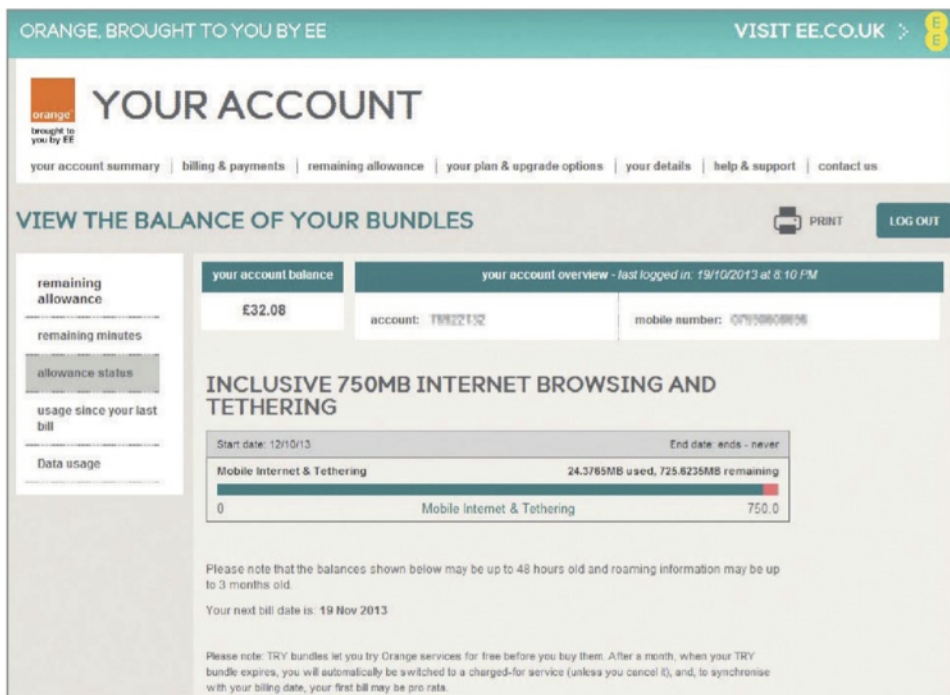 ORANGE, BROUGHT TO YOU BY EE
VISIT EE.CO.UK
EE
orange
brought to
you by EE
YOUR ACCOUNT
your account summary | billing & payments | remaining allowance | your plan & upgrade options | your details | help & support | contact us
VIEW THE BALANCE OF YOUR BUNDLES
PRINT
LOG OUT
remaining
allowance
remaining minutes
allowance status
usage since your last
bill
Data usage
your account balance
£32.08
your account overview - last logged in: 19/10/2013 at 8:10 PM
account:
mobile number:
INCLUSIVE 750MB INTERNET BROWSING AND
TETHERING
Start date: 12/10/13
End date: ends - never
Mobile Internet & Tethering
24.3765MB used, 725.6235MB remaining
0
Mobile Internet & Tethering
750.0
Please note that the balances shown below may be up to 48 hours old and roaming information may be up
to 3 months old.
Your next bill date is: 19 Nov 2013
Please note: TRY bundles let you try Orange services for free before you buy them. After a month, when your TRY
bundle expires, you will automatically be switched to a charged-for service (unless you cancel it), and, to synchronise
with your billing date, your first bill may be pro rata.